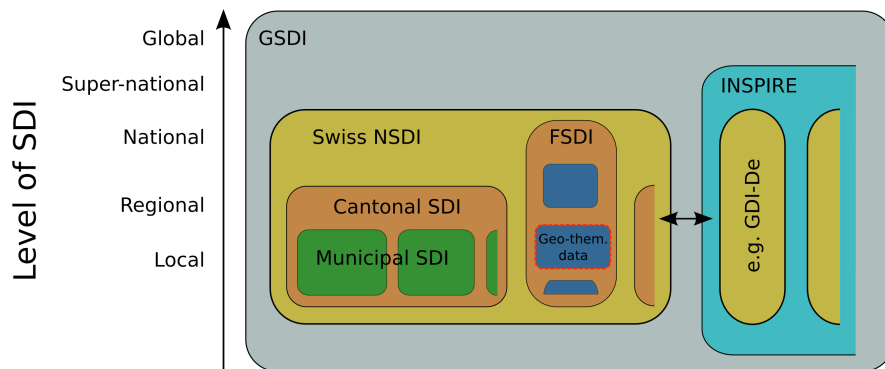 Level of SDI
Global
Super-national
National
Regional
Local
GSDI
Swiss NSDI
FSDI
Cantonal SDI
Municipal SDI
Geo-them.
data
INSPIRE
e.g. GDI-De